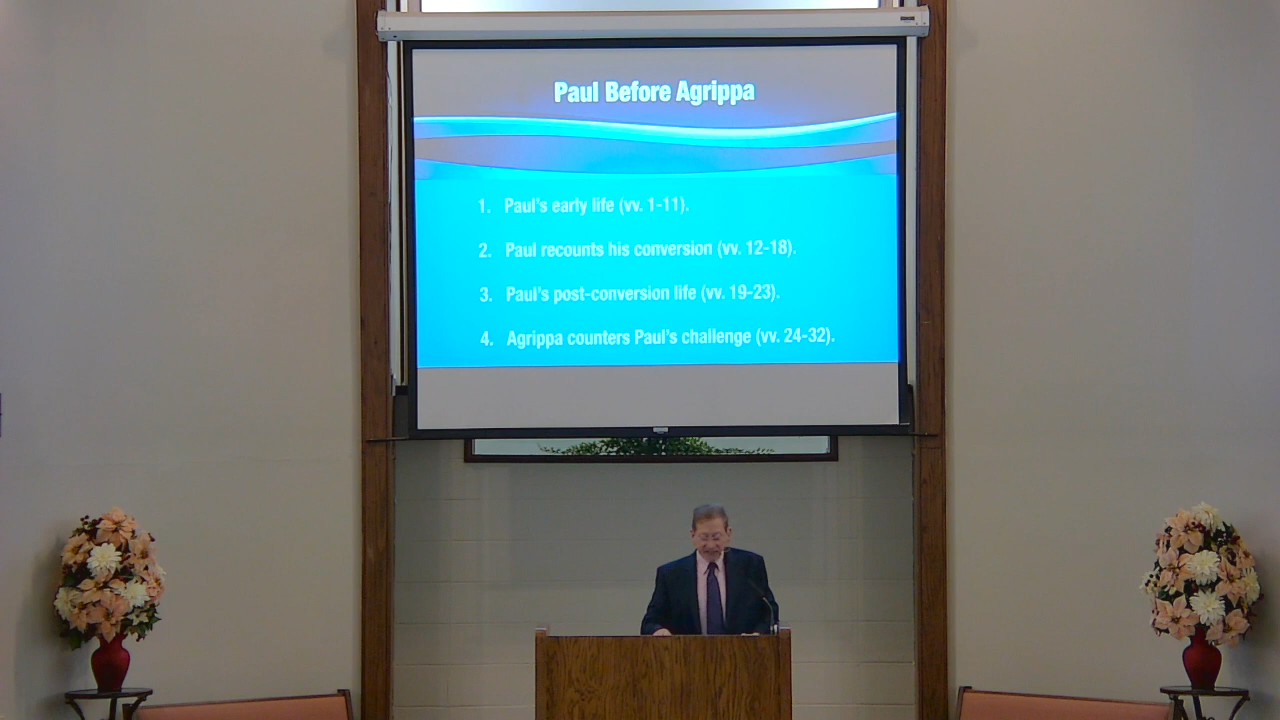 Paul Before Agrippa
1. Paul's early life (vv. 1-11).
2. Paul recounts his conversion (vv. 12-18).
3. Paul's post-conversion life (vv. 19-23).
4. Agrippa counters Paul's challenge (vv. 24-32).